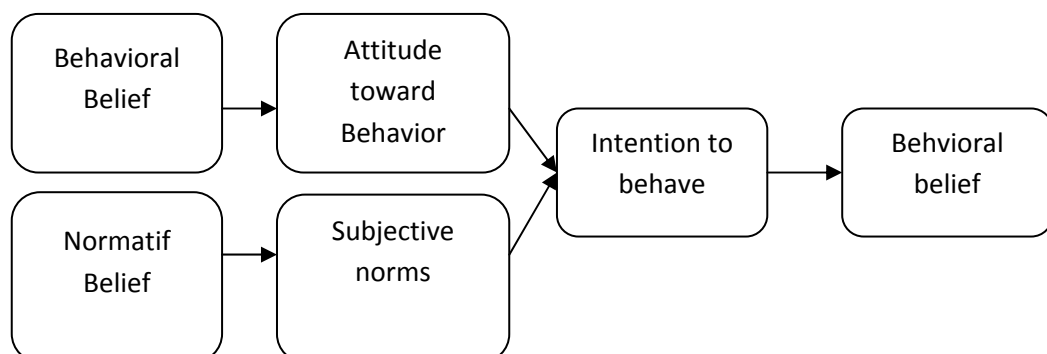 Behavioral
Belief
Attitude
toward
Behavior
Intention to
behave
Behvioral
belief
Normatif
Belief
Subjective
norms